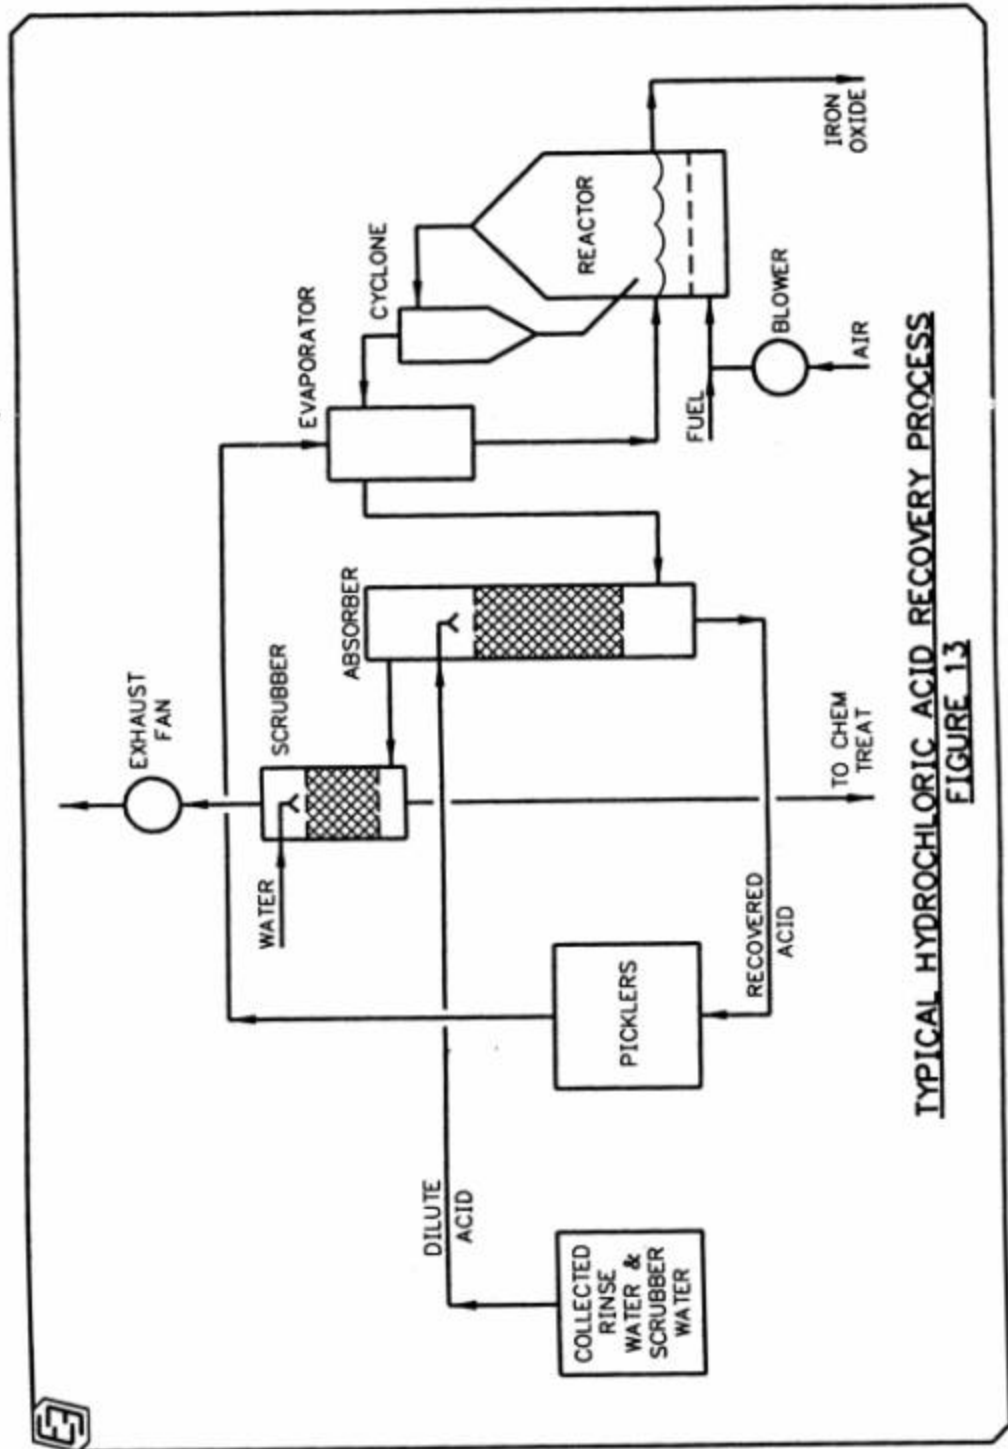 EXHAUST
FAN
WATER
SCRUBBER
ABSORBER
EVAPORATOR
CYCLONE
REACTOR
DILUTE
ACID
COLLECTED
RINSE
WATER &
SCRUBBER
WATER
PICKLERS
RECOVERED
ACID
TO CHEM
TREAT
FUEL
BLOWER
AIR
IRON
OXIDE
TYPICAL HYDROCHLORIC ACID RECOVERY PROCESS
FIGURE 13